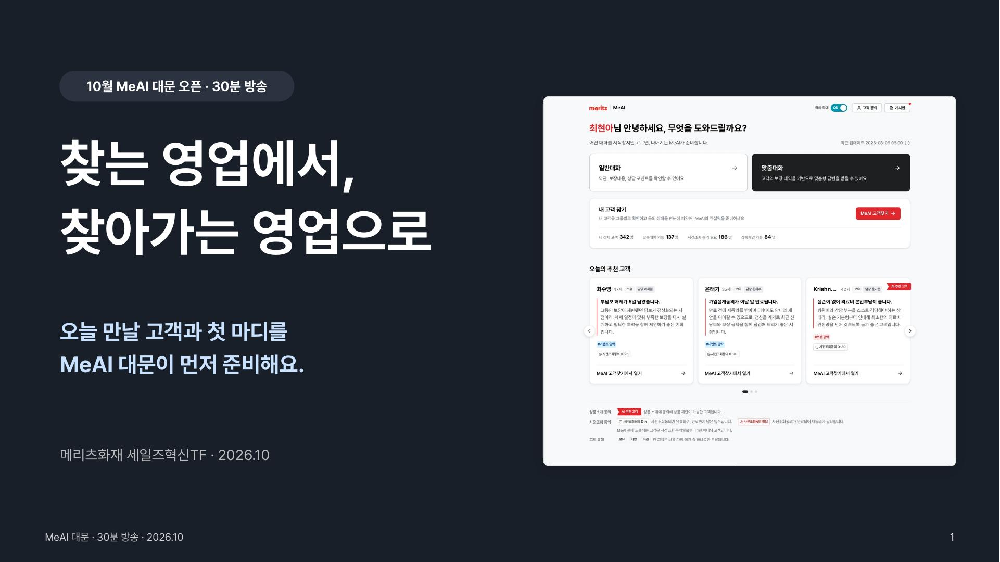 10월 MeAI 대문 오픈 · 30분 방송
찾는 영업에서,
찾아가는 영업으로
오늘 만날 고객과 첫 마디를
MeAI 대문이 먼저 준비해요.
메리츠화재 세일즈혁신TF · 2026.10
meritz | MeAI
글씨 확대 ON 고객 동의 게시판
최현아님 안녕하세요, 무엇을 도와드릴까요?
어떤 대화를 시작할지만 고르면, 나머지는 MeAI가 준비합니다.
최근 업데이트 2026-08-06 06:00
일반대화 →
약관, 보장내용, 상담 포인트를 확인할 수 있어요
맞춤대화 →
고객의 보장 내역을 기반으로 맞춤형 답변을 받을 수 있어요
내 고객 찾기
내 고객을 그룹별로 확인하고 동의 상태를 한눈에 파악해, MeAI와 컨설팅을 준비하세요
MeAI 고객찾기 →
내 전체 고객 342명 맞춤대화 가능 137명 사전조회 동의 필요 186명 상품제안 가능 84명
오늘의 추천 고객
최수영 47세 보유 담당 이하늘
부담보 해제가 5일 남았습니다.
그동안 보장이 제한됐던 담보가 정상화되는 시
점이라, 해제 일정에 맞춰 부족한 보장을 다시 설
계하고 필요한 특약을 함께 제안하기 좋은 기회
입니다.
#이벤트 임박
사전조회동의 D-25
MeAI 고객찾기에서 열기 →
윤태기 35세 보유 담당 한지후
가입설계동의가 이달 말 만료됩니다.
만료 전에 재동의를 받아야 이후에도 안내와 제
안을 이어갈 수 있으므로, 갱신을 계기로 최근 신
담보와 보장 공백을 함께 점검해 드리기 좋은 시
점입니다.
#이벤트 임박
사전조회동의 D-90
MeAI 고객찾기에서 열기 →
Krishn... 42세 보유 담당 윤가은
AI 추천 고객
실손이 없어 의료비 본인부담이 큽니다.
병원비의 상당 부분을 스스로 감당해야 하는 상
태라, 실손 기본형부터 안내해 최소한의 의료비
안전망을 먼저 갖추도록 돕기 좋은 고객입니다.
#보장 공백
사전조회동의 D-30
MeAI 고객찾기에서 열기 →
상품소개 동의 AI 추천 고객 상품 소개에 동의해 상품 제안이 가능한 고객입니다.
사전조회 동의 사전조회동의 D-n 사전조회동의가 유효하며, 만료까지 남은 일수입니다. 사전조회동의 필요 사전조회동의가 만료되어 재동의가 필요합니다.
MeAI 홈에 노출되는 고객은 사전조회 동의일로부터 1년 이내의 고객입니다.
고객 유형 보유 가망 이관 한 고객은 보유·가망·이관 중 하나로만 분류됩니다.
MeAI 대문 · 30분 방송 · 2026.10
1